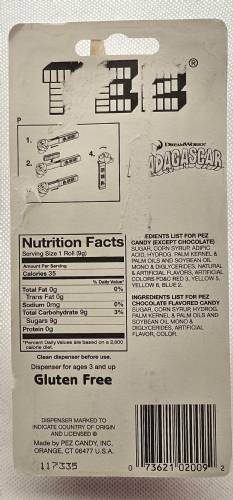 PEZ®
P
1.
2.
3.
4.
DREAMWORKS
MADAGASCAR
Nutrition Facts
Serving Size 1 Roll (9g)
Amount Per Serving
Calories 35
% Daily Value*
Total Fat 0g 0%
Trans Fat 0g
Sodium 0mg 0%
Total Carbohydrate 9g 3%
Sugars 9g
Protein 0g
*Percent Daily Values are based on a 2,000
calorie diet.
EDIENTS LIST FOR PEZ
CANDY (EXCEPT CHOCOLATE)
SUGAR, CORN SYRUP, ADIPIC
ACID, HYDROG. PALM KERNEL &
PALM OILS AND SOYBEAN OIL
MONO & DIGLYCERIDES, NATURAL
& ARTIFICIAL FLAVORS, ARTIFICIAL
COLORS FD&C RED 3, YELLOW 5,
YELLOW 6, BLUE 2.
INGREDIENTS LIST FOR PEZ
CHOCOLATE FLAVORED CANDY
SUGAR, CORN SYRUP, HYDROG.
PALM KERNEL & PALM OILS AND
SOYBEAN OIL MONO &
DIGLYCERIDES, ARTIFICIAL
FLAVOR, COLOR.
Clean dispenser before use.
Dispenser for ages 3 and up
Gluten Free
DISPENSER MARKED TO
INDICATE COUNTRY OF ORIGIN
AND LICENSED ©
Made by PEZ CANDY, INC.
ORANGE, CT 06477 U.S.A.
117335
0 73621 02009 2